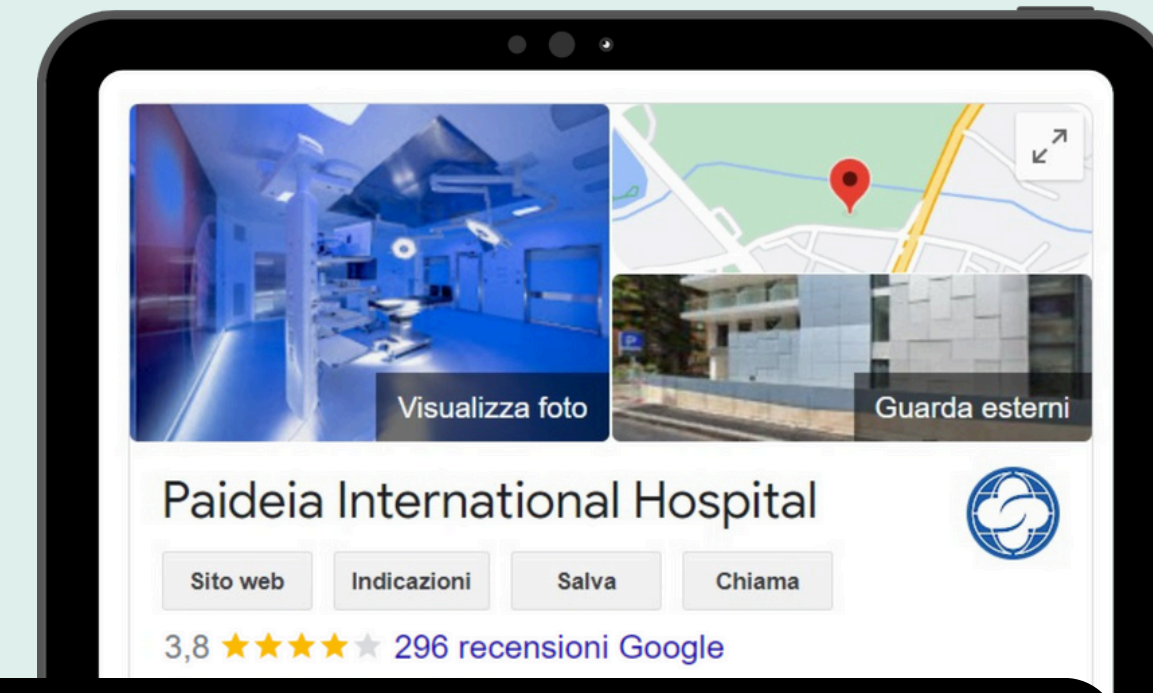 Visualizza foto
Guarda esterni
Paideia International Hospital
Sito web
Indicazioni
Salva
Chiama
3,8 296 recensioni Google